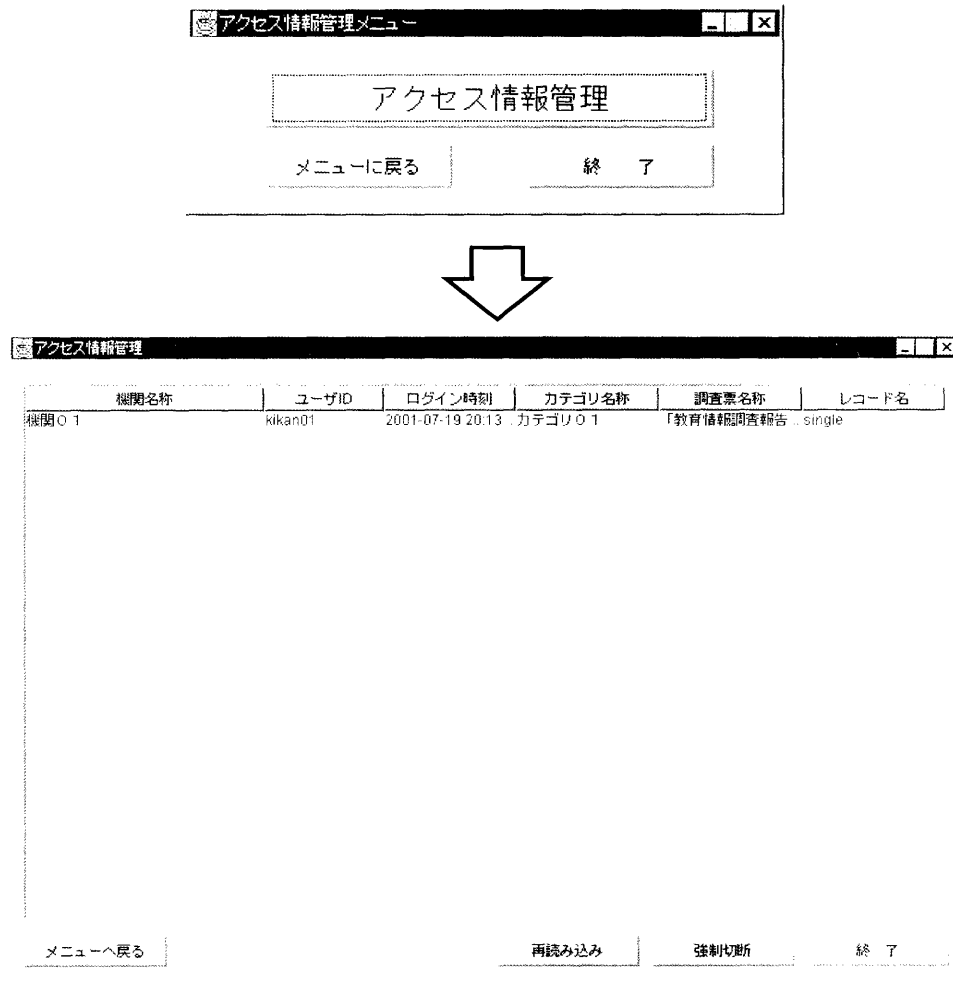 アクセス情報管理メニュー
アクセス情報管理
メニューに戻る 終 了
アクセス情報管理
機関名称 ユーザID ログイン時刻 カテゴリ名称 調査票名称 レコード名
機関01 kikan01 2001-07-19 20:13 .. カテゴリ01 「教育情報調査報告 .. single
メニューへ戻る 再読み込み 強制切断 終 了